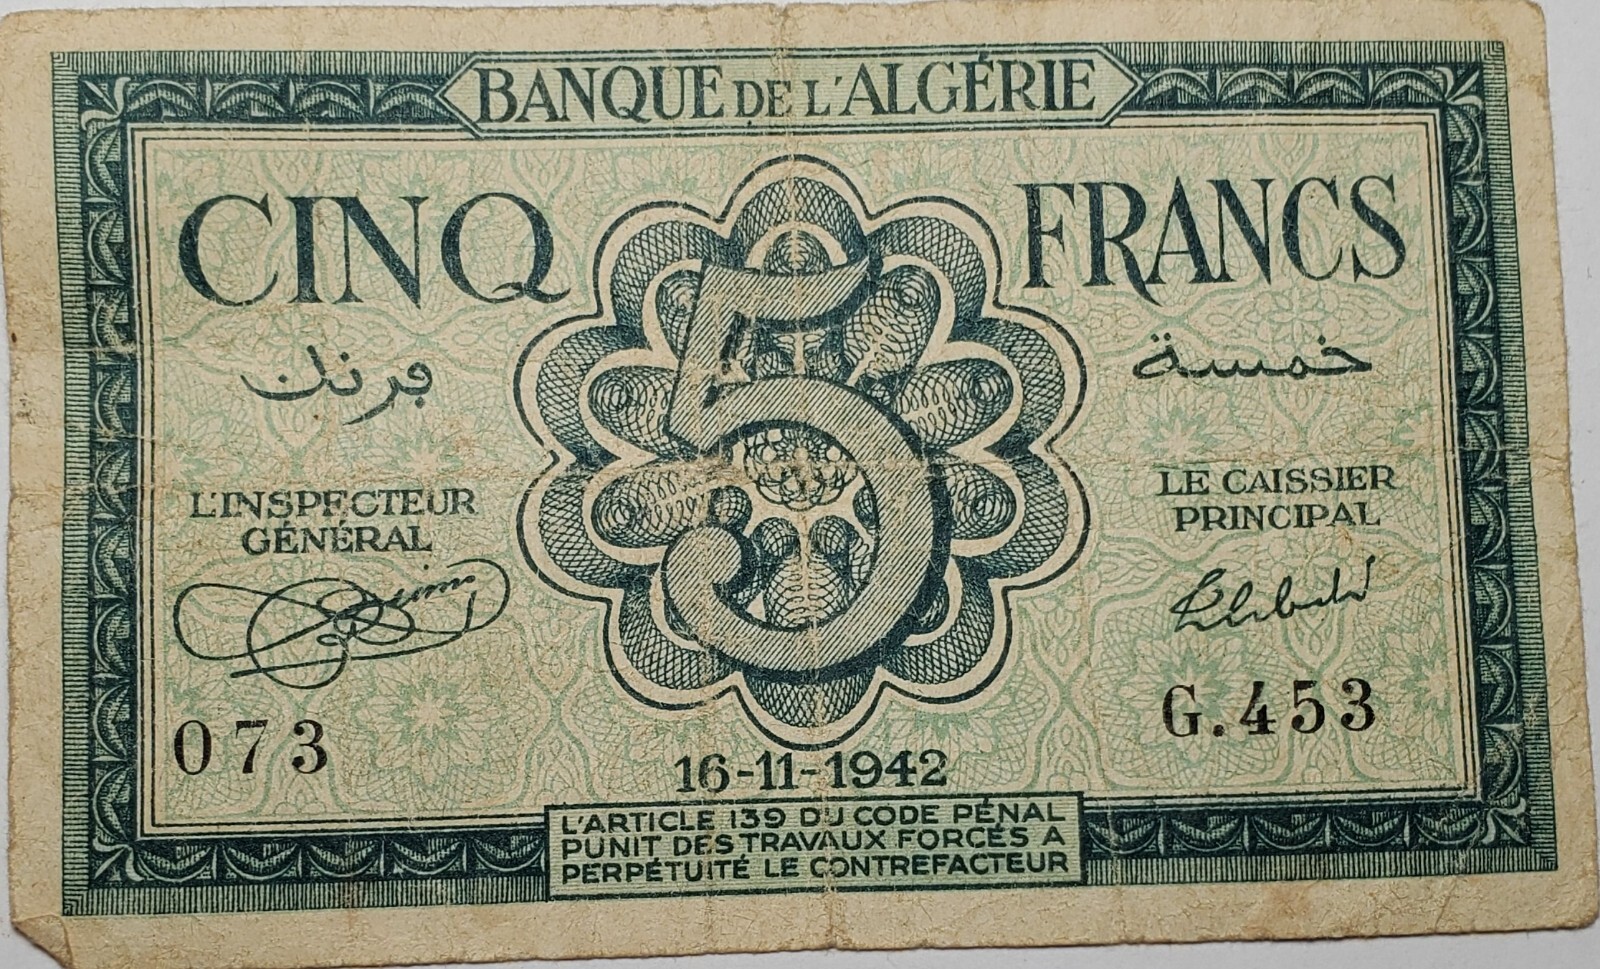 BANQUE DE L'ALGÉRIE
CINQ FRANCS
5
خمسة فرنك
L'INSPECTEUR
GÉNÉRAL
LE CAISSIER
PRINCIPAL
073
G.453
16-11-1942
L'ARTICLE 139 DU CODE PÉNAL
PUNIT DES TRAVAUX FORCÉS A
PERPÉTUITÉ LE CONTREFACTEUR